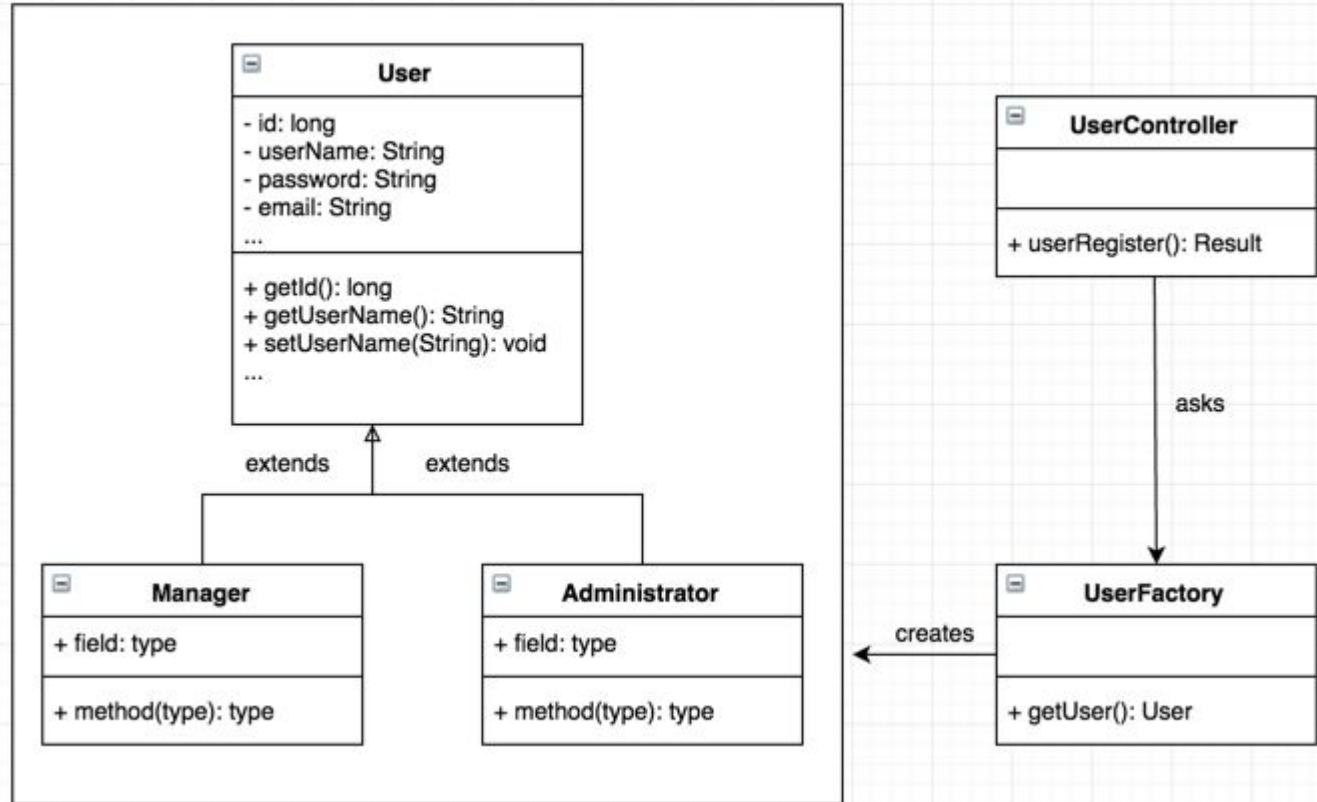 User
- id: long
- userName: String
- password: String
- email: String
...
+ getId(): long
+ getUserName(): String
+ setUserName(String): void
...
extends
extends
Manager
+ field: type
+ method(type): type
Administrator
+ field: type
+ method(type): type
UserController
+ userRegister(): Result
asks
UserFactory
+ getUser(): User
creates